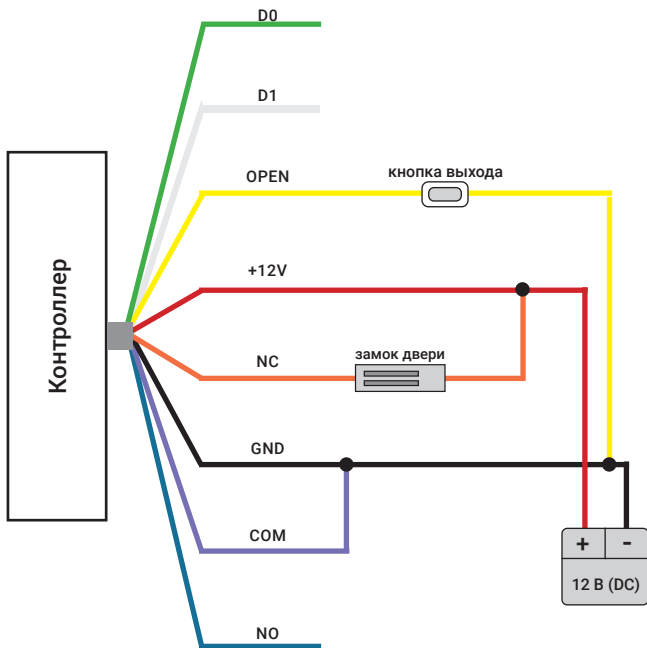 D0
D1
кнопка выхода
OPEN
+12V
замок двери
NC
Контроллер
GND
COM
+ -
12 В (DC)
NO